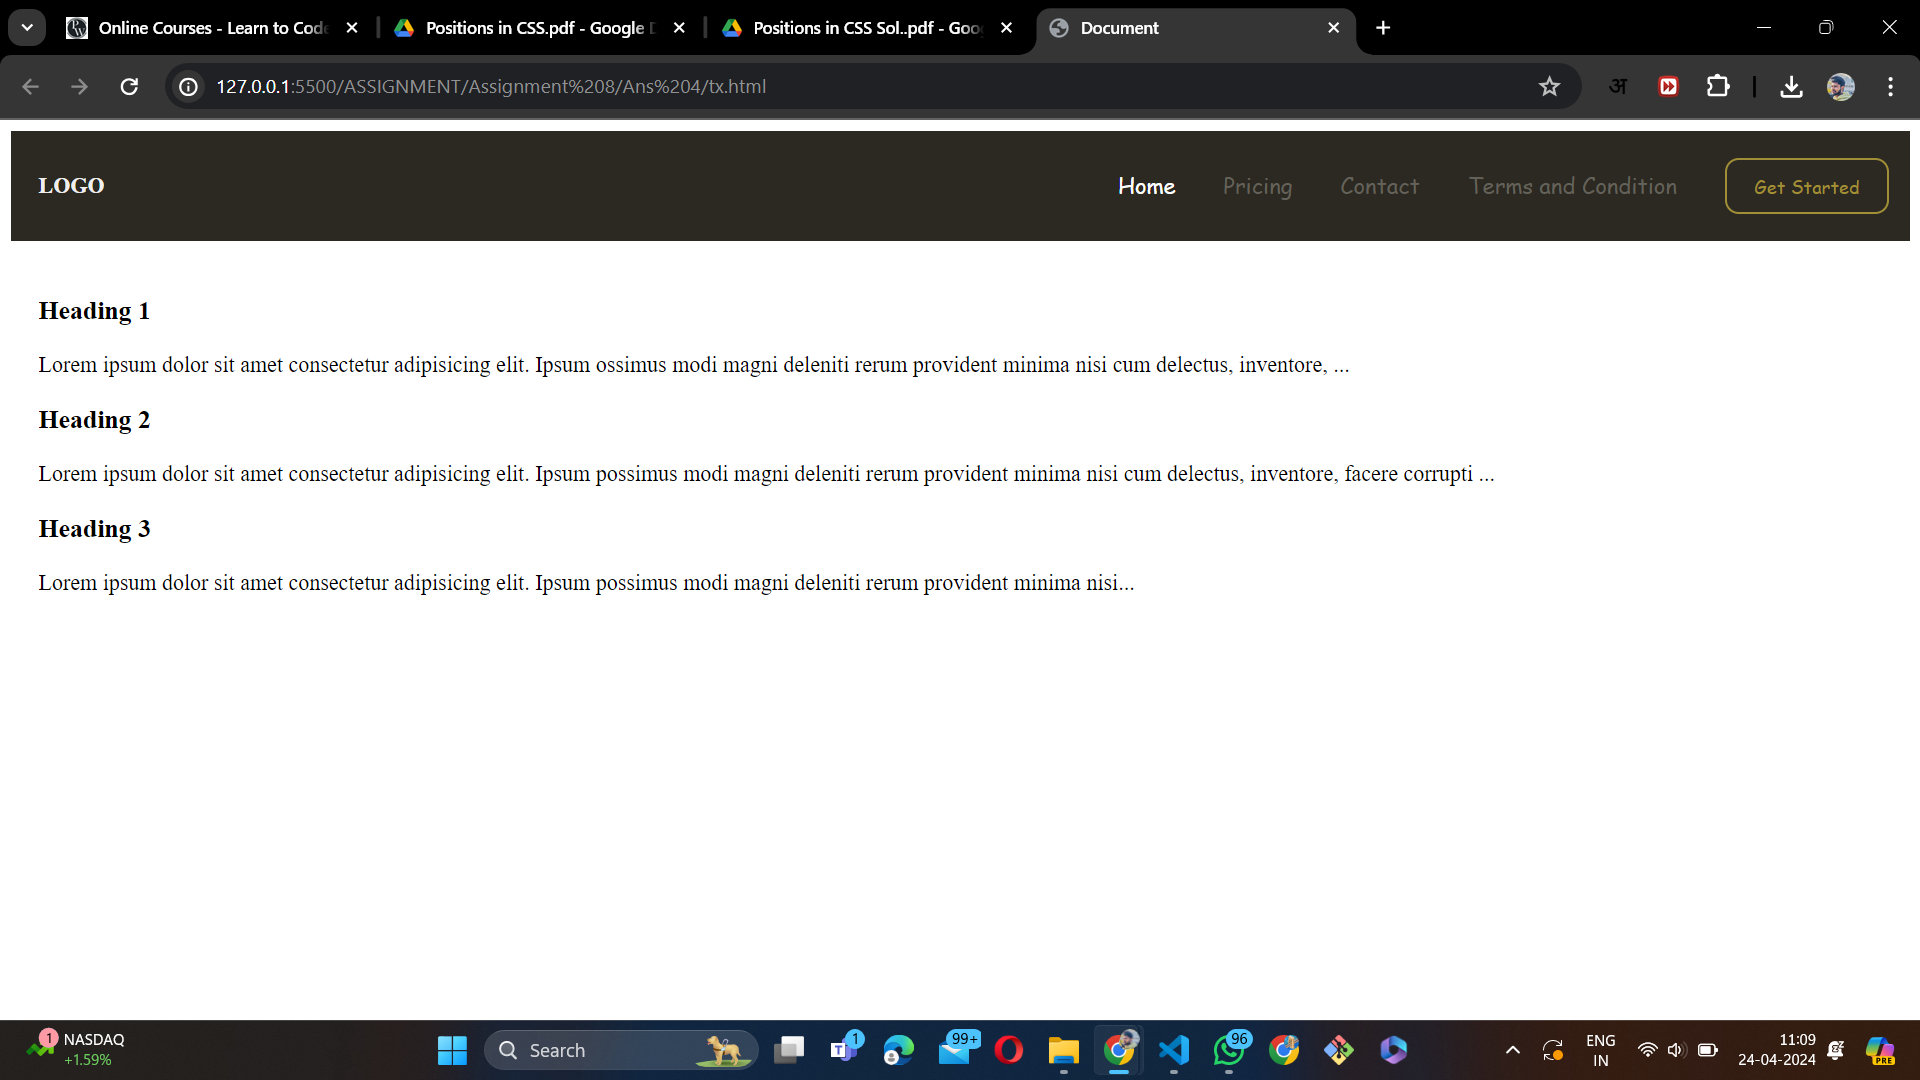 Online Courses - Learn to Code
Positions in CSS.pdf - Google
Positions in CSS Sol..pdf - Goo
Document
127.0.0.1:5500/ASSIGNMENT/Assignment%208/Ans%204/tx.html
अ
LOGO
Home
Pricing
Contact
Terms and Condition
Get Started
Heading 1
Lorem ipsum dolor sit amet consectetur adipisicing elit. Ipsum ossimus modi magni deleniti rerum provident minima nisi cum delectus, inventore, ...
Heading 2
Lorem ipsum dolor sit amet consectetur adipisicing elit. Ipsum possimus modi magni deleniti rerum provident minima nisi cum delectus, inventore, facere corrupti ...
Heading 3
Lorem ipsum dolor sit amet consectetur adipisicing elit. Ipsum possimus modi magni deleniti rerum provident minima nisi...
1
NASDAQ
+1.59%
Search
1
99+
96
ENG
IN
11:09
24-04-2024
PRE